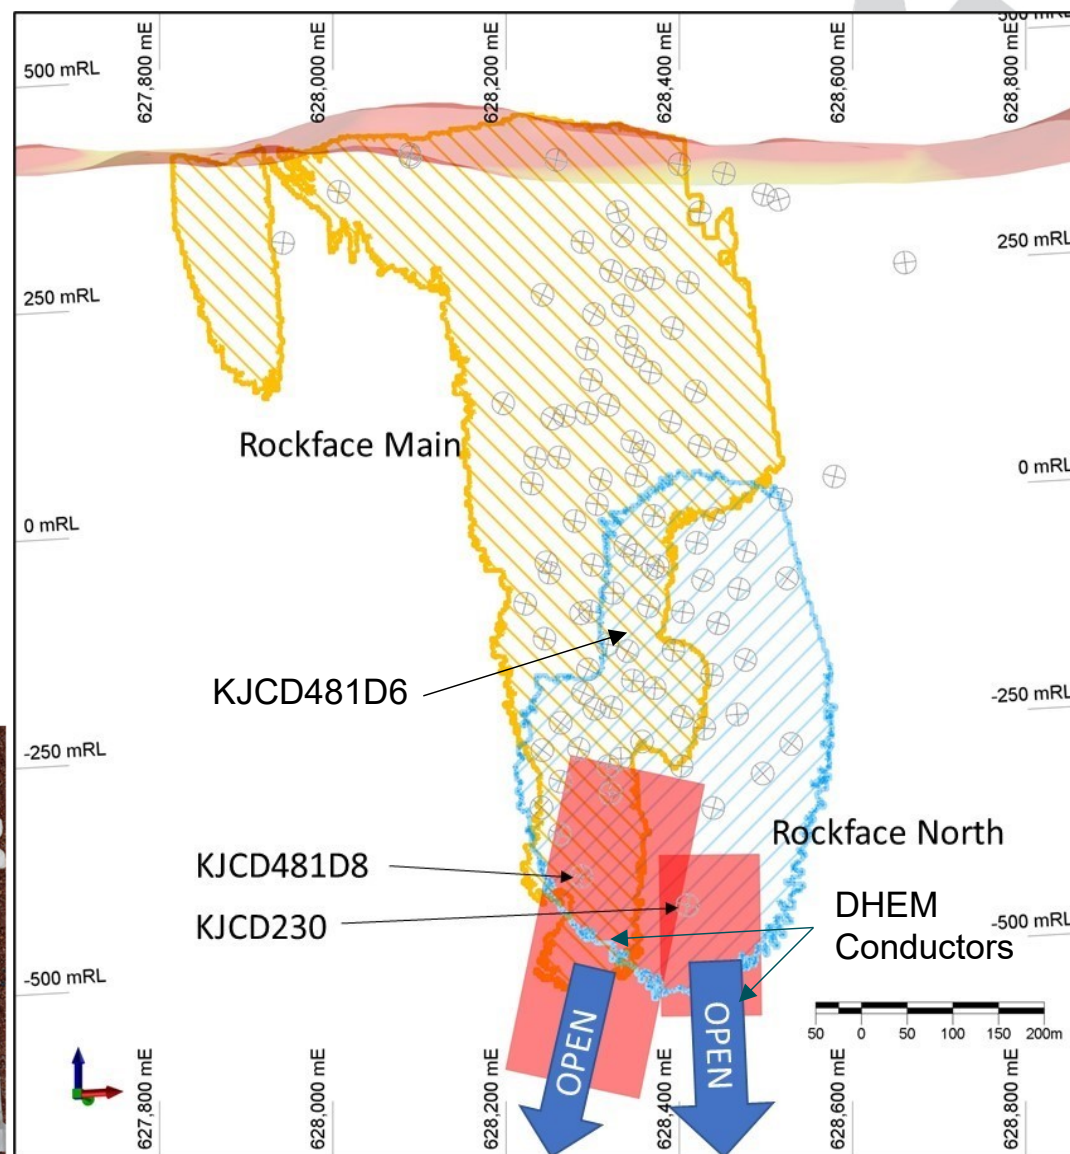 500 mRL
627,800 mE
628,000 mE
628,200 mE
628,400 mE
628,600 mE
628,800 mE
500 mRL
250 mRL
250 mRL
Rockface Main
0 mRL
0 mRL
KJCD481D6
-250 mRL
-250 mRL
Rockface North
KJCD481D8
KJCD230
DHEM
Conductors
-500 mRL
-500 mRL
OPEN
OPEN
50 0 50 100 150 200m
627,800 mE
628,000 mE
628,200 mE
628,400 mE
628,600 mE
628,800 mE